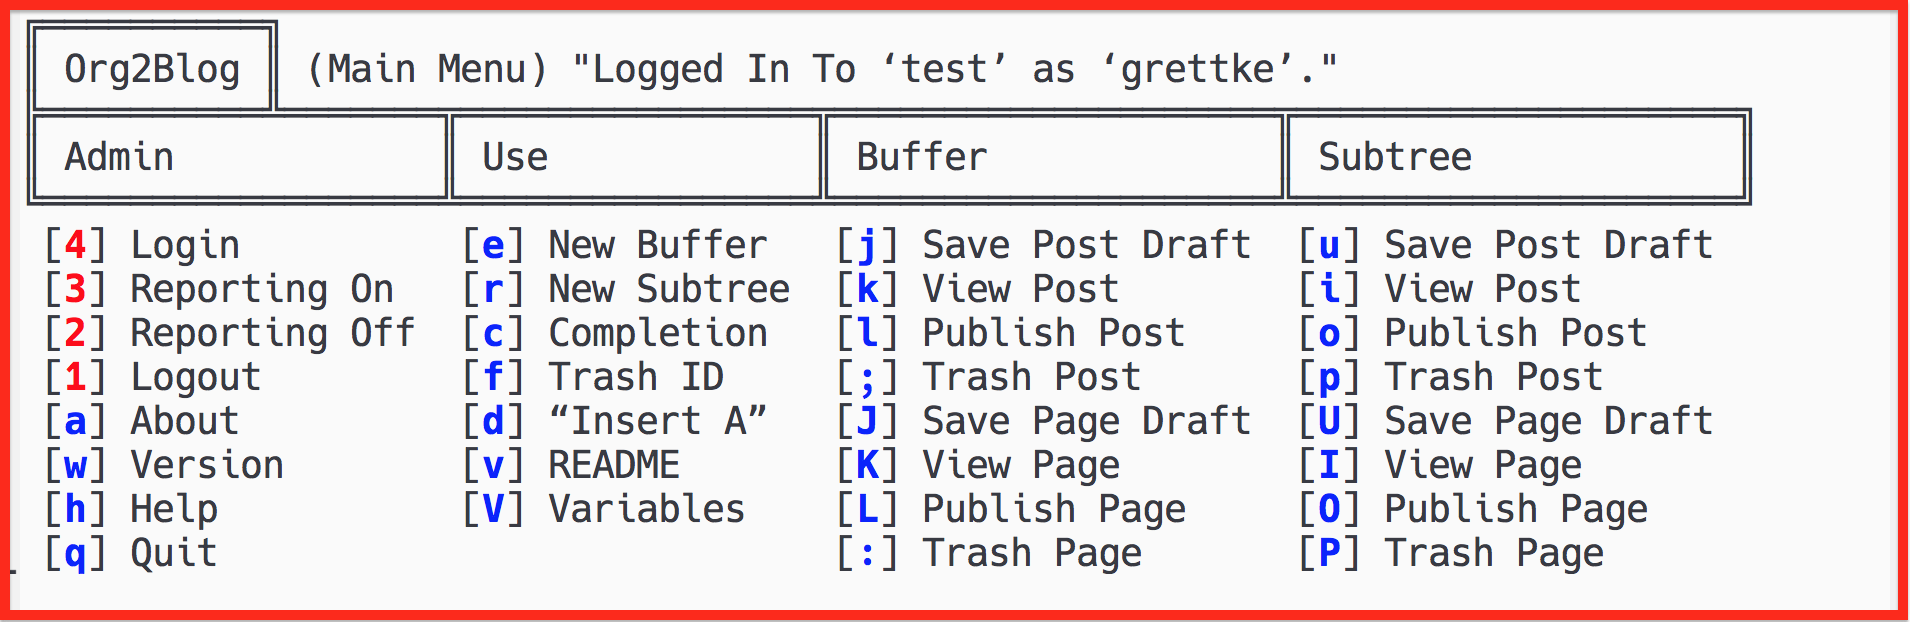 Org2Blog (Main Menu) "Logged In To ‘test’ as ‘grettke’."
Admin Use Buffer Subtree
[4] Login [e] New Buffer [j] Save Post Draft [u] Save Post Draft
[3] Reporting On [r] New Subtree [k] View Post [i] View Post
[2] Reporting Off [c] Completion [l] Publish Post [o] Publish Post
[1] Logout [f] Trash ID [;] Trash Post [p] Trash Post
[a] About [d] “Insert A” [J] Save Page Draft [U] Save Page Draft
[w] Version [v] README [K] View Page [I] View Page
[h] Help [V] Variables [L] Publish Page [O] Publish Page
[q] Quit [:] Trash Page [P] Trash Page